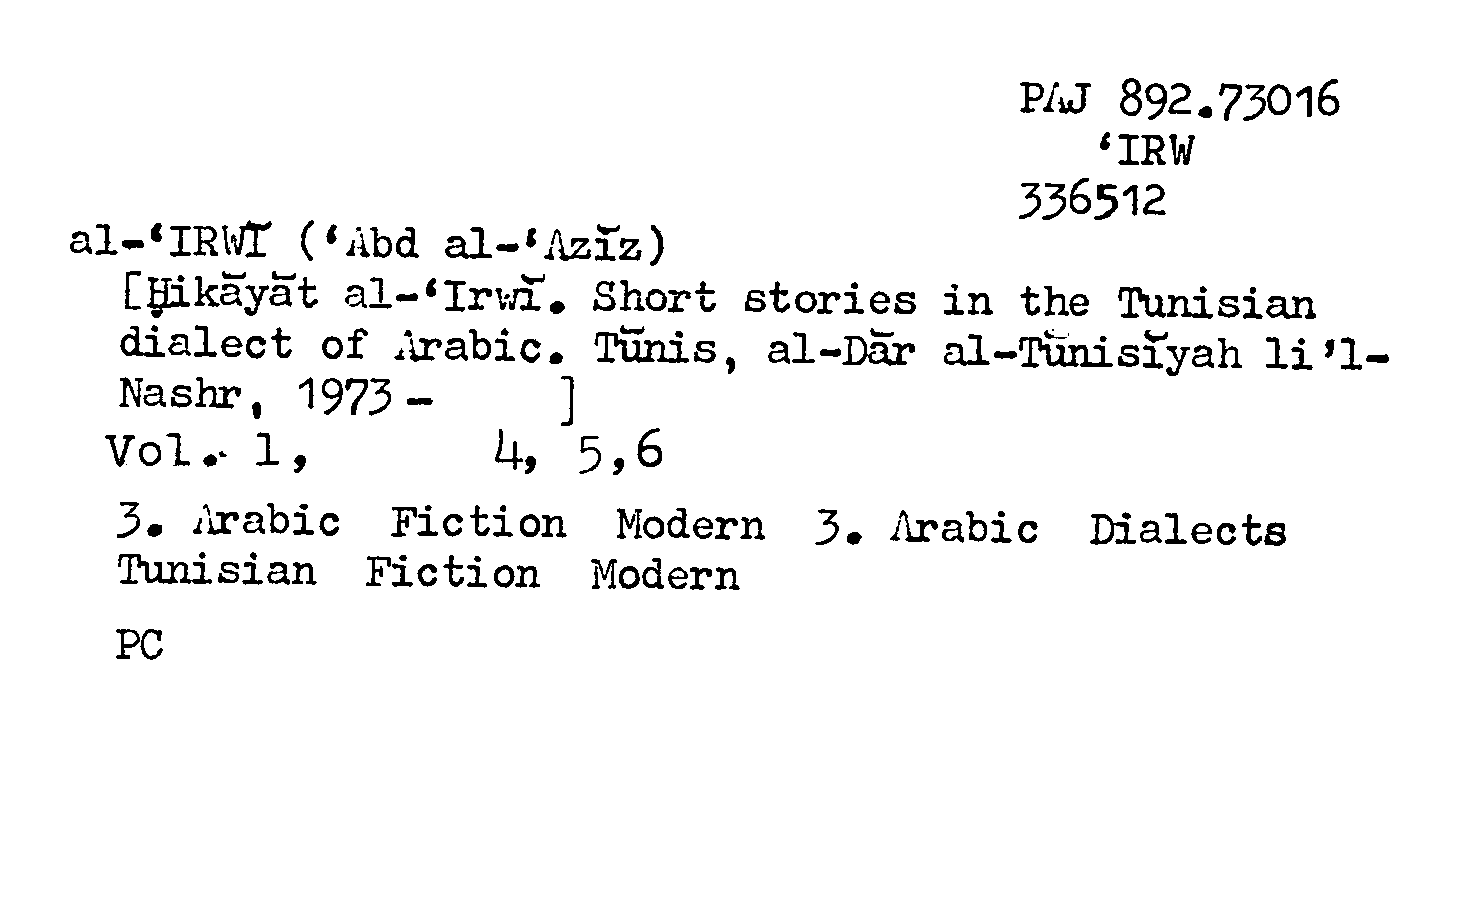 PAJ 892.73016
‘IRW
336512
al-‘IRWĪ (‘Abd al-‘Azīz)
[Ḥikāyāt al-‘Irwī. Short stories in the Tunisian
dialect of Arabic. Tūnis, al-Dār al-Tūnisīyah li'l-
Nashr, 1973-     ]
Vol. 1,     4, 5,6
3. Arabic Fiction Modern 3. Arabic Dialects
Tunisian Fiction Modern
PC